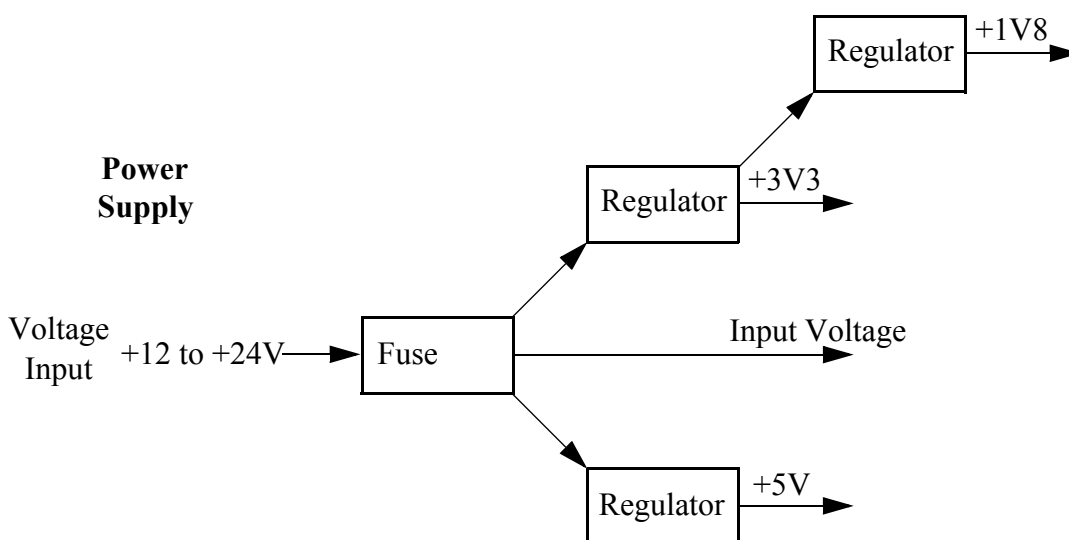 +1V8
Regulator
Power
Supply
+3V3
Regulator
Voltage
Input
+12 to +24V
Fuse
Input Voltage
+5V
Regulator